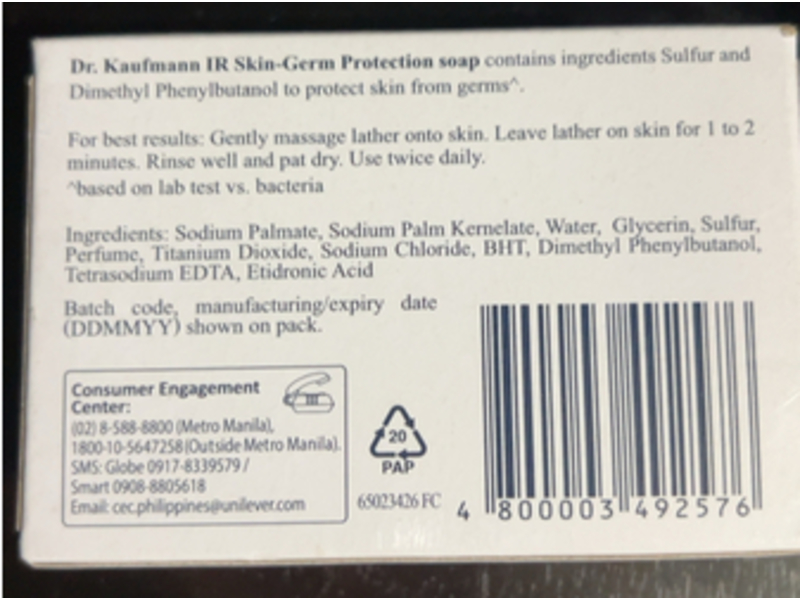 Dr. Kaufmann IR Skin-Germ Protection soap contains ingredients Sulfur and
Dimethyl Phenylbutanol to protect skin from germs^.
For best results: Gently massage lather onto skin. Leave lather on skin for 1 to 2
minutes. Rinse well and pat dry. Use twice daily.
^based on lab test vs. bacteria
Ingredients: Sodium Palmate, Sodium Palm Kernelate, Water, Glycerin, Sulfur,
Perfume, Titanium Dioxide, Sodium Chloride, BHT, Dimethyl Phenylbutanol,
Tetrasodium EDTA, Etidronic Acid
Batch code, manufacturing/expiry date
(DDMMYY) shown on pack.
Consumer Engagement
Center:
(02) 8-588-8800 (Metro Manila),
1800-10-5647258 (Outside Metro Manila).
SMS: Globe 0917-8339579 /
Smart 0908-8805618
Email: cec.philippines@unilever.com
20
PAP
65023426 FC
4 800003 492576